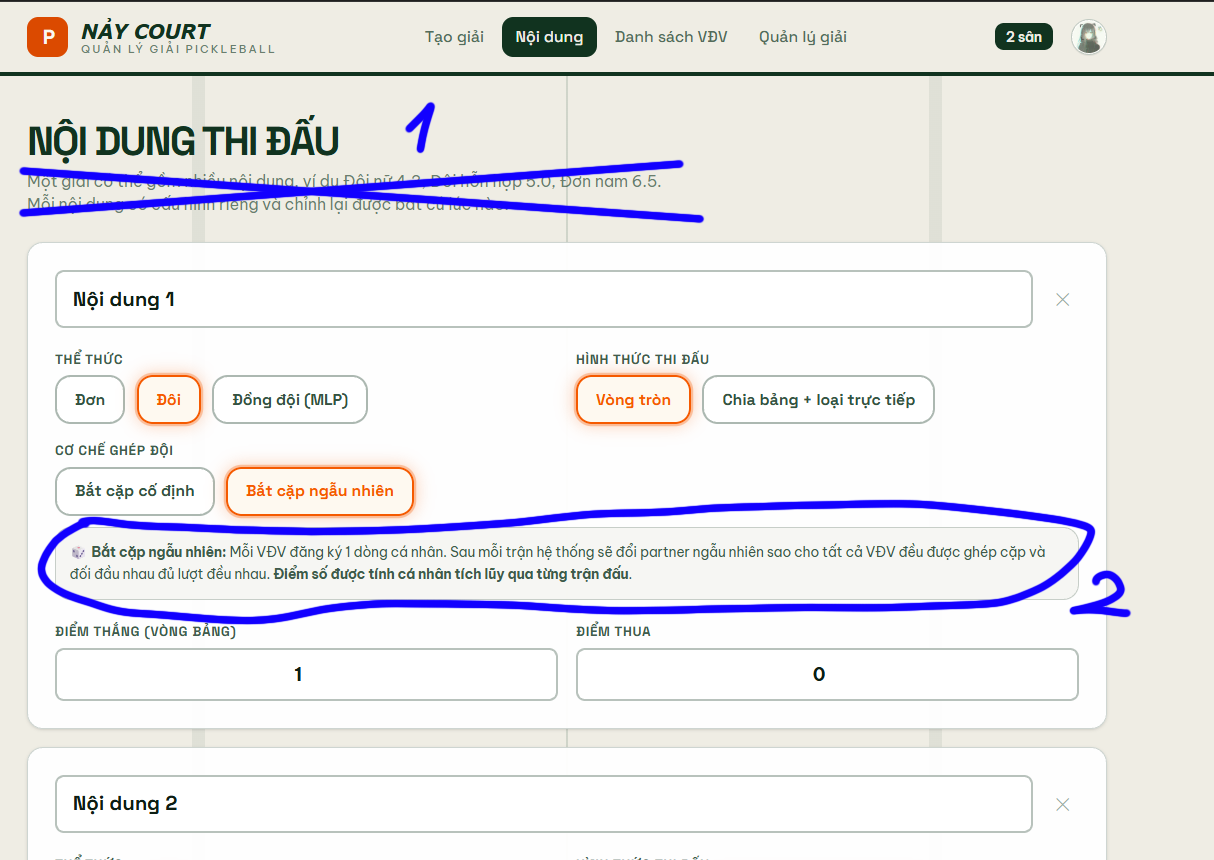 P
NẢY COURT
QUẢN LÝ GIẢI PICKLEBALL
Tạo giải
Nội dung
Danh sách VĐV
Quản lý giải
2 sân
NỘI DUNG THI ĐẤU
1
Một giải có thể gồm nhiều nội dung, ví dụ Đôi nữ 4.2, Đôi hỗn hợp 5.0, Đơn nam 6.5.
Mỗi nội dung có cấu hình riêng và chỉnh lại được bất cứ lúc nào.
Nội dung 1
THỂ THỨC
HÌNH THỨC THI ĐẤU
Đơn
Đôi
Đồng đội (MLP)
Vòng tròn
Chia bảng + loại trực tiếp
CƠ CHẾ GHÉP ĐỘI
Bắt cặp cố định
Bắt cặp ngẫu nhiên
Bắt cặp ngẫu nhiên: Mỗi VĐV đăng ký 1 dòng cá nhân. Sau mỗi trận hệ thống sẽ đổi partner ngẫu nhiên sao cho tất cả VĐV đều được ghép cặp và
đối đầu nhau đủ lượt đều nhau. Điểm số được tính cá nhân tích lũy qua từng trận đấu.
2
ĐIỂM THẮNG (VÒNG BẢNG)
ĐIỂM THUA
1
0
Nội dung 2